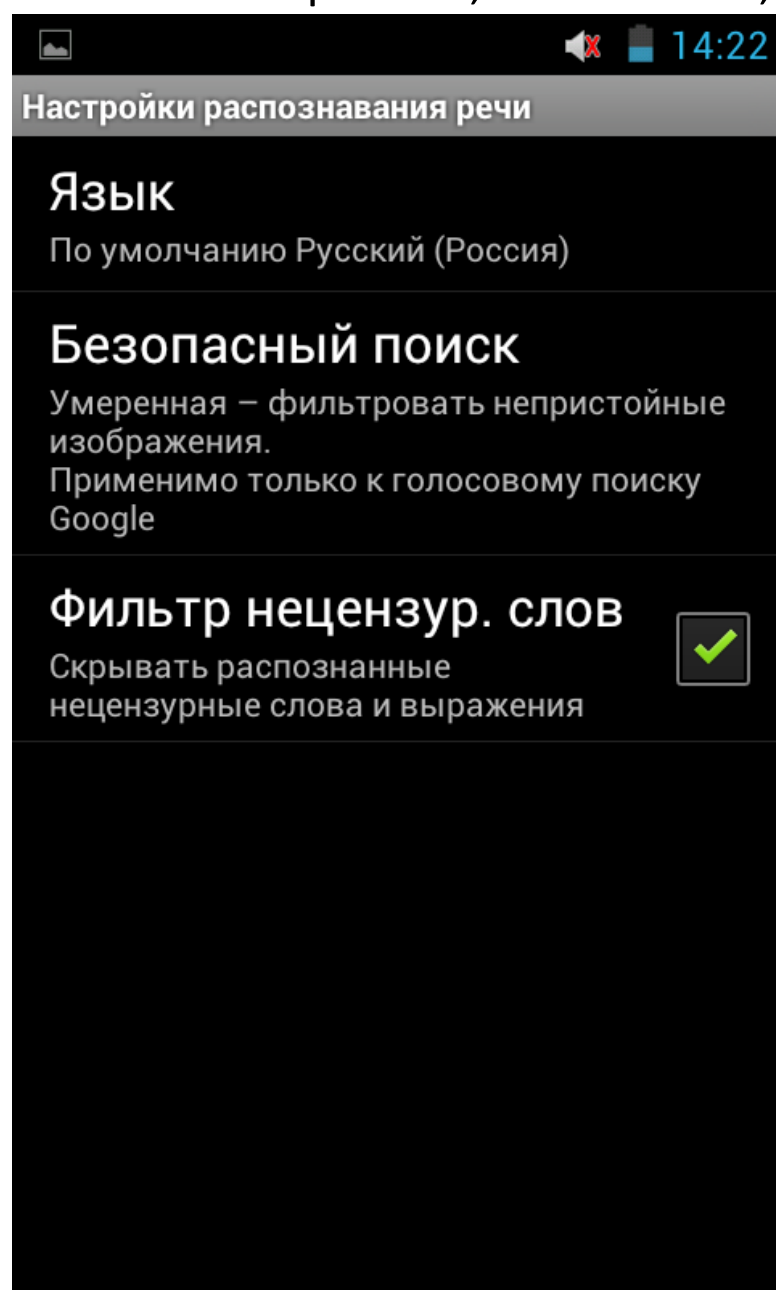 14:22
Настройки распознавания речи
Язык
По умолчанию Русский (Россия)
Безопасный поиск
Умеренная – фильтровать непристойные
изображения.
Применимо только к голосовому поиску
Google
Фильтр нецензур. слов
Скрывать распознанные
нецензурные слова и выражения